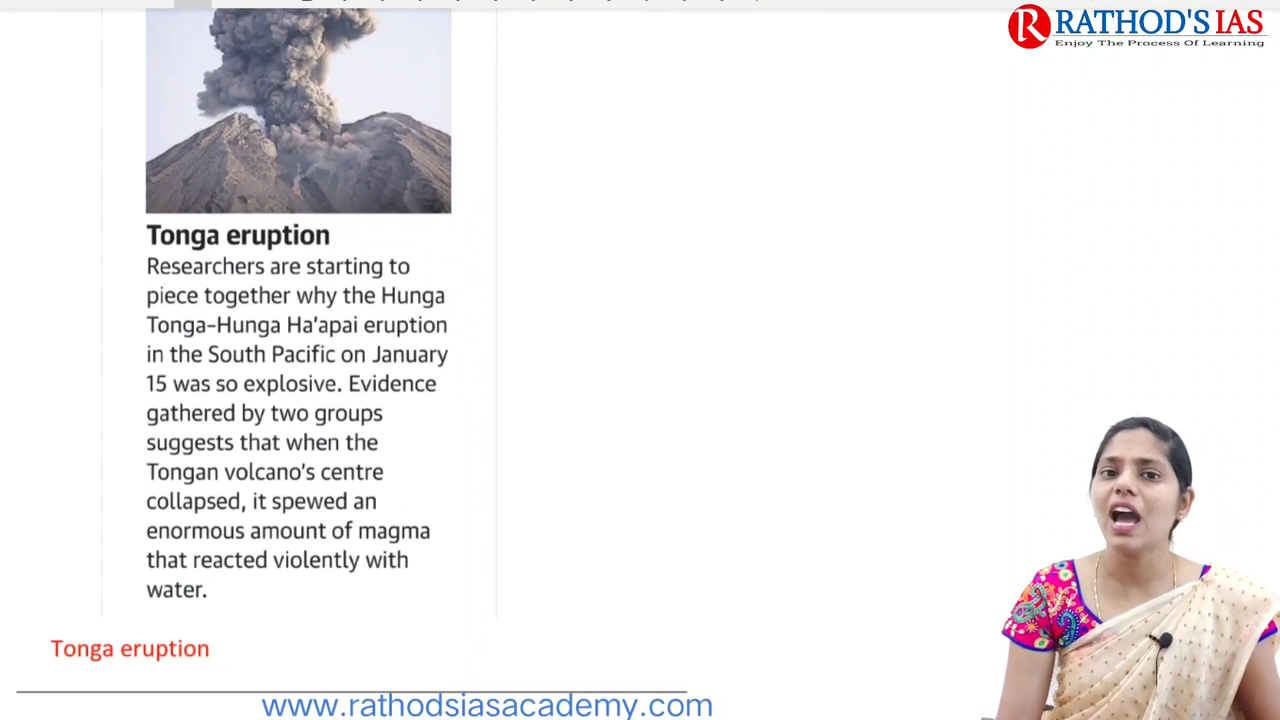 RATHOD'S IAS
Enjoy The Process Of Learning
Tonga eruption
Researchers are starting to
piece together why the Hunga
Tonga-Hunga Ha'apai eruption
in the South Pacific on January
15 was so explosive. Evidence
gathered by two groups
suggests that when the
Tongan volcano's centre
collapsed, it spewed an
enormous amount of magma
that reacted violently with
water.
Tonga eruption
www.rathodsiasacademy.com